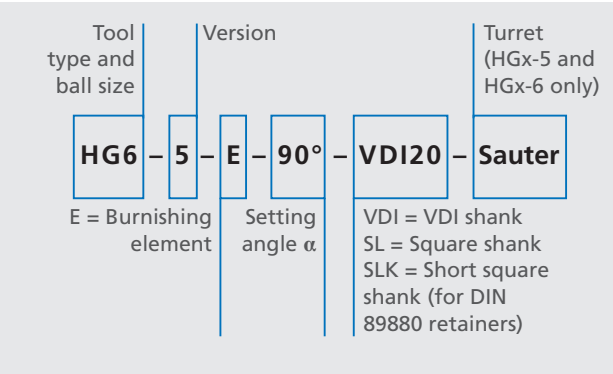 Tool
type and
ball size
Version
Turret
(HGx-5 and
HGx-6 only)
HG6 – 5 – E – 90° – VDI20 – Sauter
E = Burnishing
element
Setting
angle α
VDI = VDI shank
SL = Square shank
SLK = Short square
shank (for DIN
89880 retainers)